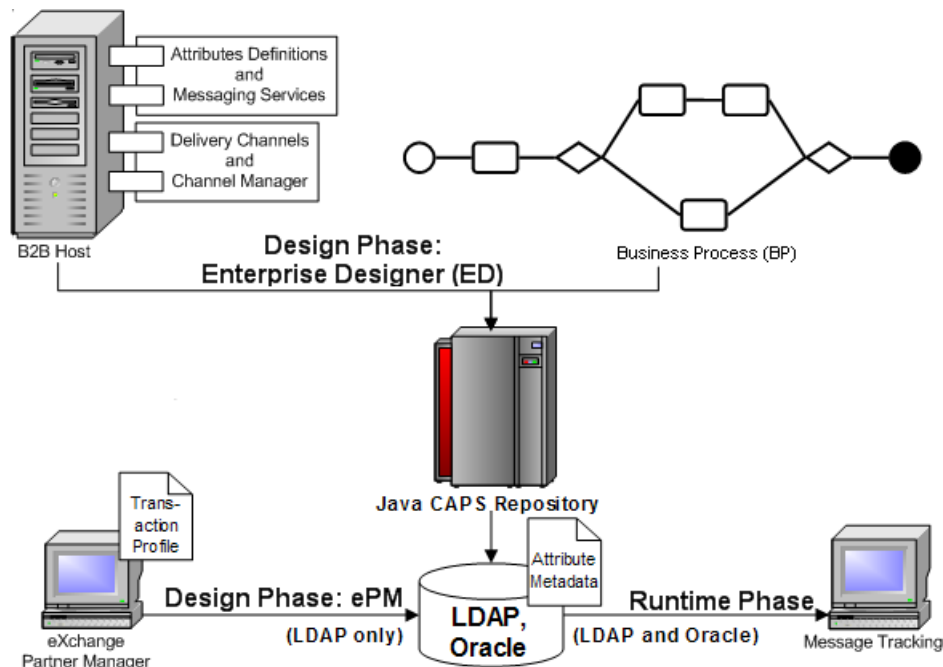 Attributes Definitions
and
Messaging Services
Delivery Channels
and
Channel Manager
B2B Host
Design Phase:
Enterprise Designer (ED)
Business Process (BP)
Java CAPS Repository
Trans-
action
Profile
Attribute
Metadata
Design Phase: ePM
(LDAP only)
LDAP,
Oracle
Runtime Phase
(LDAP and Oracle)
eXchange
Partner Manager
Message Tracking